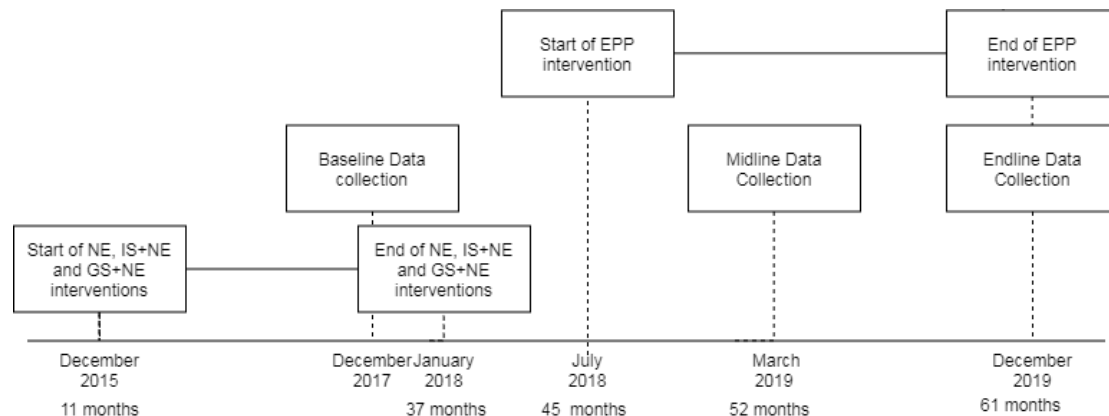 Start of EPP
intervention
End of EPP
intervention
Baseline Data
collection
Midline Data
Collection
Endline Data
Collection
Start of NE, IS+NE
and GS+NE
interventions
End of NE, IS+NE
and GS+NE
interventions
December
2015
11 months
December
2017
January
2018
37 months
July
2018
45 months
March
2019
52 months
December
2019
61 months